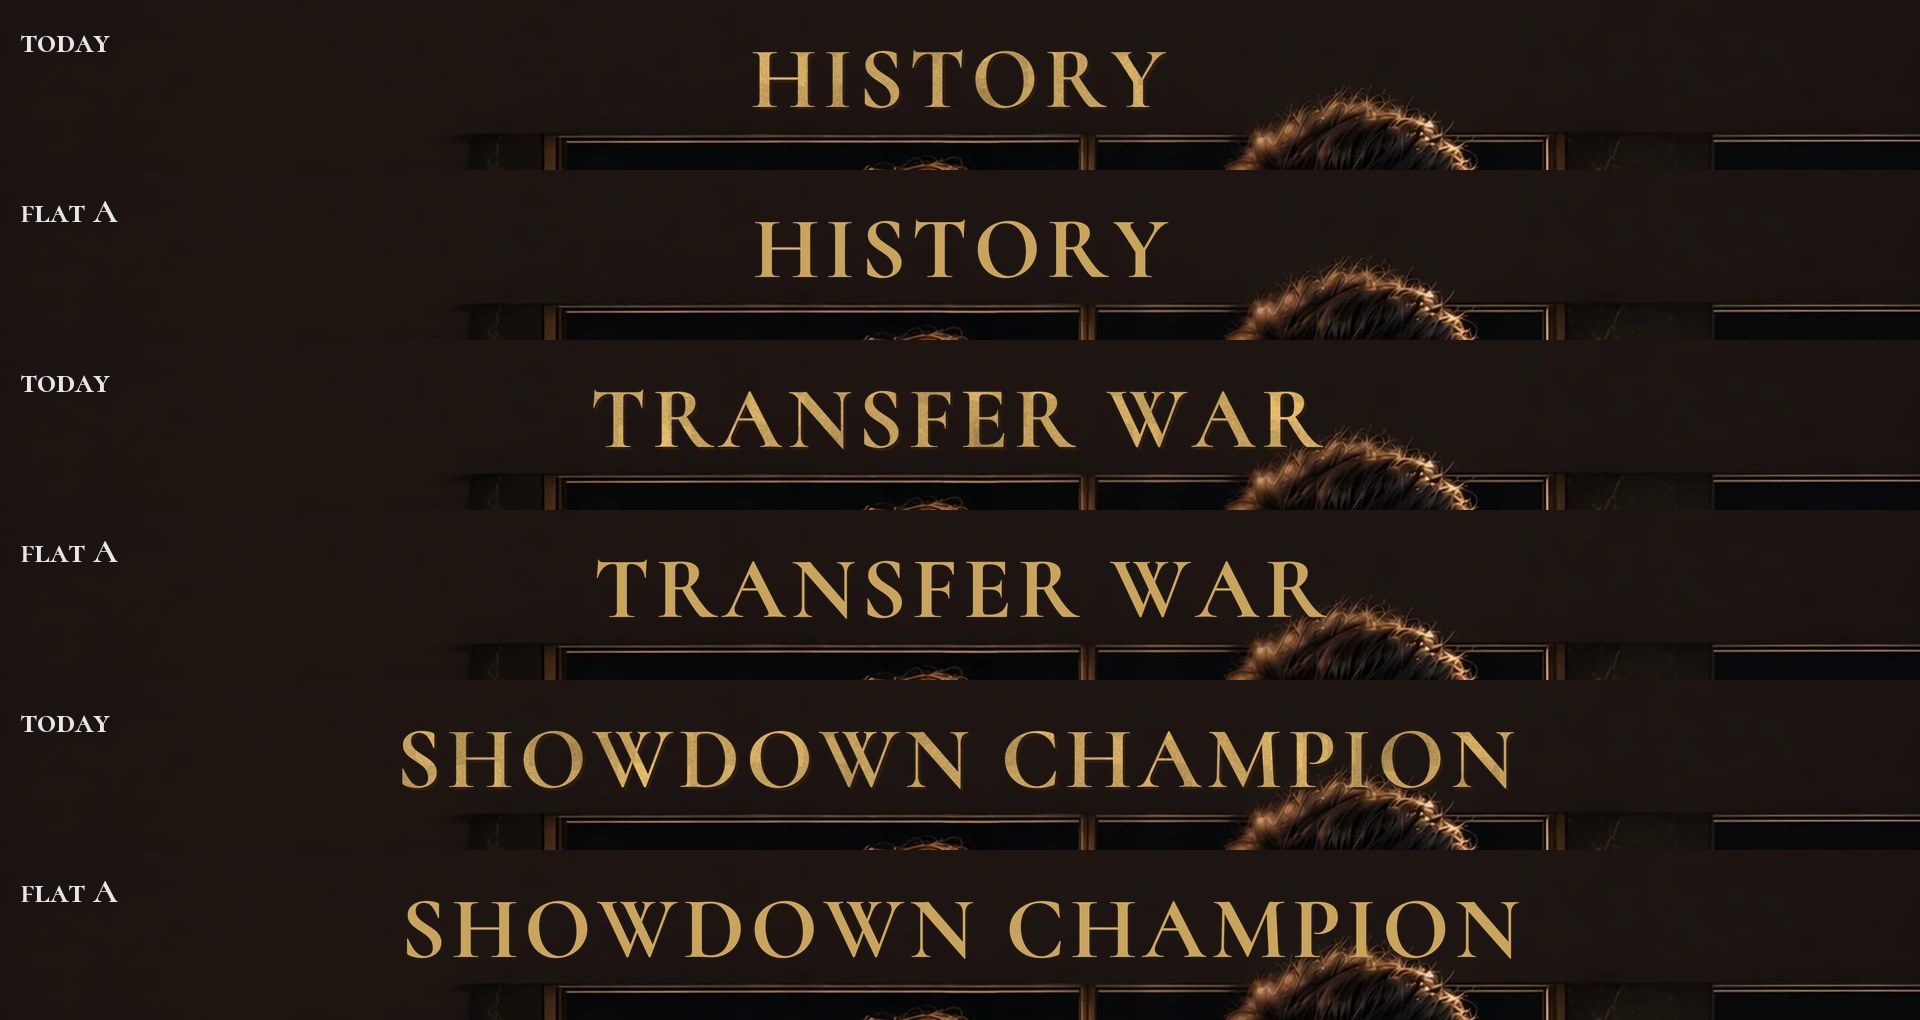 TODAY
HISTORY
FLAT A
HISTORY
TODAY
TRANSFER WAR
FLAT A
TRANSFER WAR
TODAY
SHOWDOWN CHAMPION
FLAT A
SHOWDOWN CHAMPION